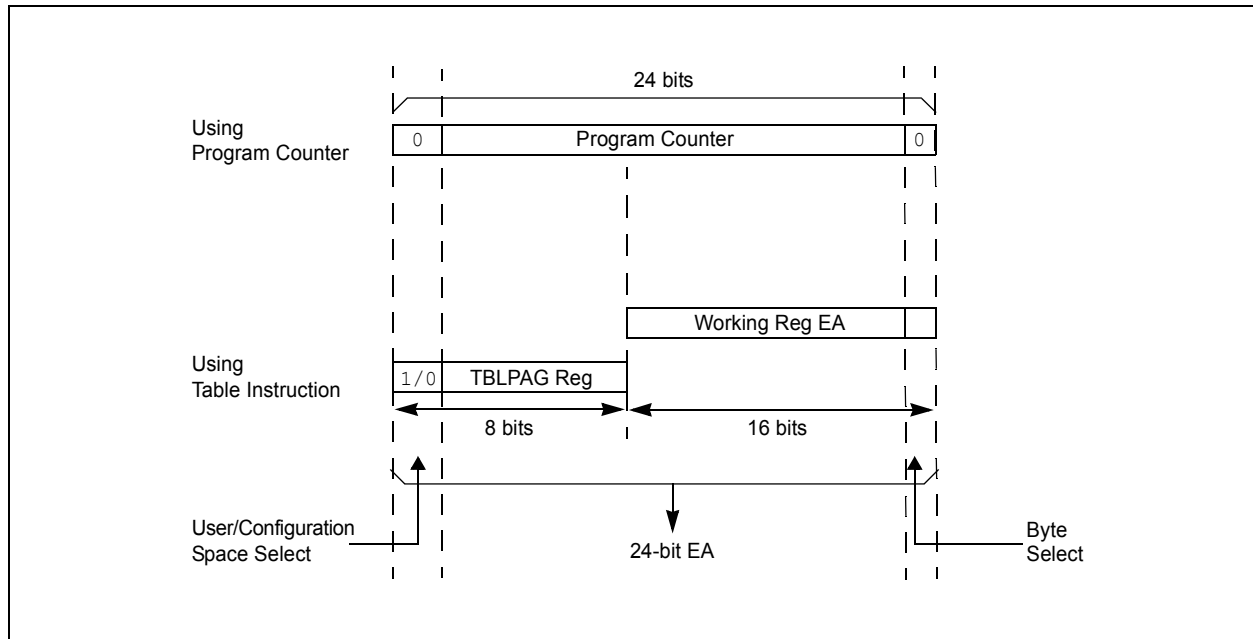 24 bits
Using
Program Counter
0
Program Counter
0
Working Reg EA
Using
Table Instruction
1/0
TBLPAG Reg
8 bits
16 bits
User/Configuration
Space Select
24-bit EA
Byte
Select